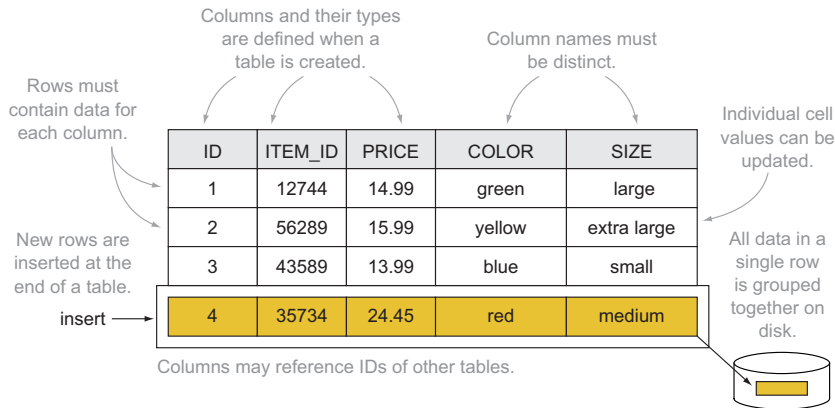 Columns and their types
are defined when a
table is created.
Column names must
be distinct.
Rows must
contain data for
each column.
Individual cell
values can be
updated.
ID ITEM_ID PRICE COLOR SIZE
1 12744 14.99 green large
2 56289 15.99 yellow extra large
3 43589 13.99 blue small
New rows are
inserted at the
end of a table.
All data in a
single row
is grouped
together on
disk.
insert 4 35734 24.45 red medium
Columns may reference IDs of other tables.